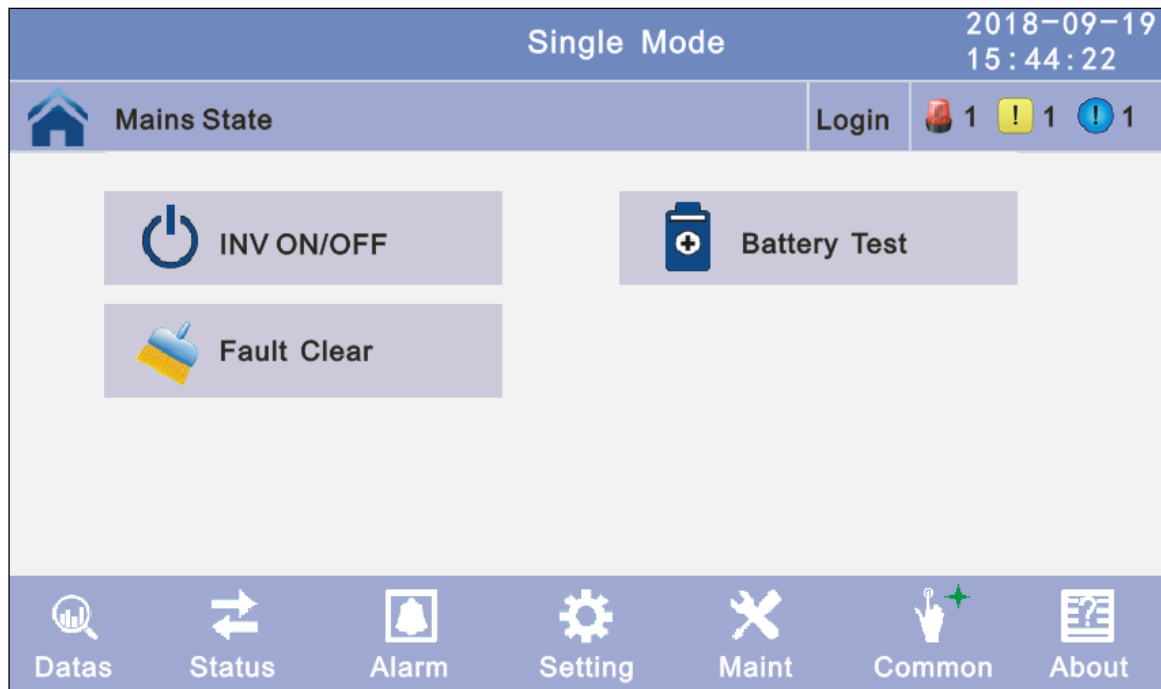 Single Mode
2018-09-19
15:44:22
Mains State
Login
1
! 1
! 1
INV ON/OFF
Battery Test
Fault Clear
Datas
Status
Alarm
Setting
Maint
Common
?
About